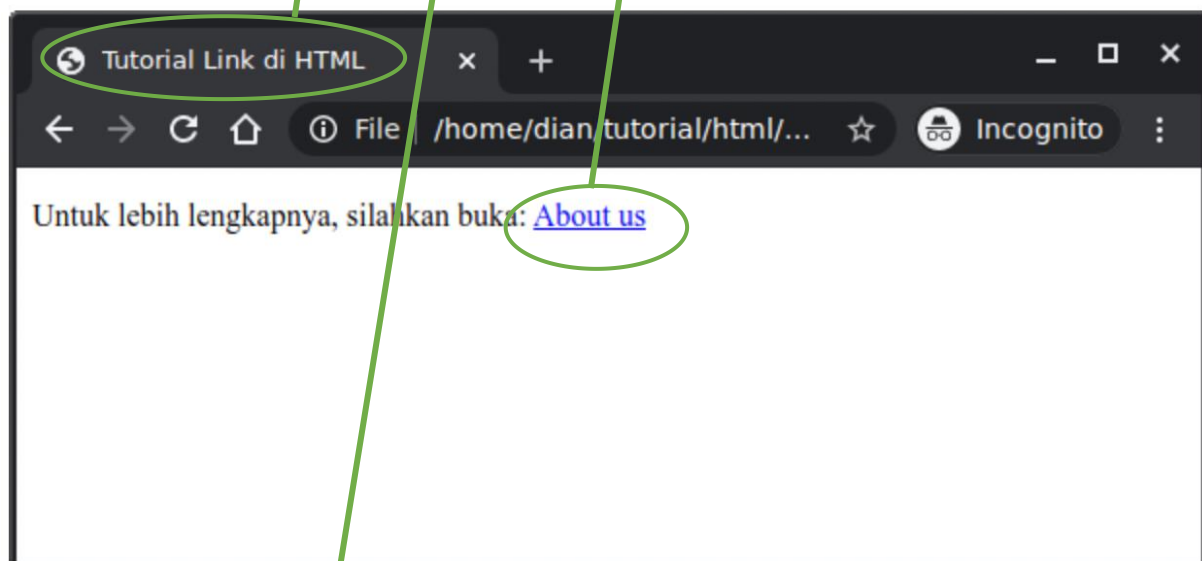 Tutorial Link di HTML
File /home/dian/tutorial/html/... Incognito
Untuk lebih lengkapnya, silahkan buka: About us